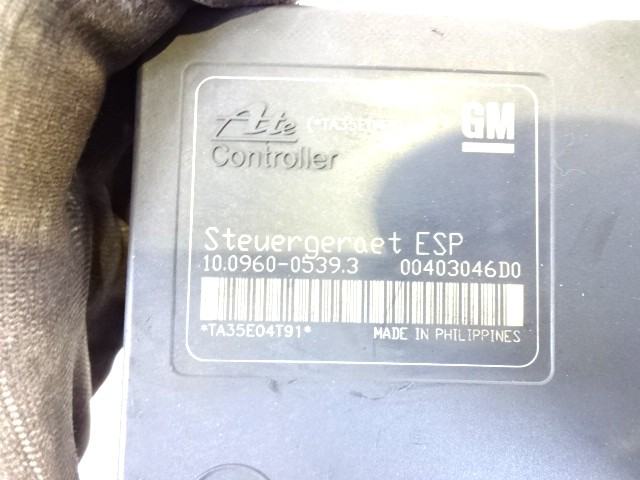 Ate GM
Controller
Steuergeraet ESP
10.0960-0539.3 00403046D0
*TA35E04T91* MADE IN PHILIPPINES